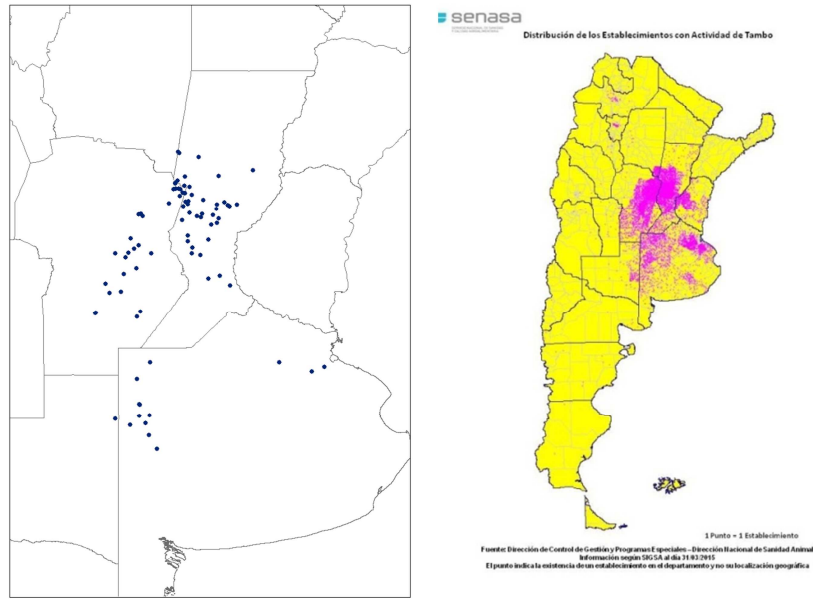 senasa
Distribución de los Establecimientos con Actividad de Tambo
1 Punto = 1 Establecimiento
Fuente: Dirección de Control de Gestión y Programas Especiales - Dirección Nacional de Sanidad Animal
Información según SIGSA al día 31/03/2015
El punto indica la existencia de un establecimiento en el departamento y no su localización geográfica